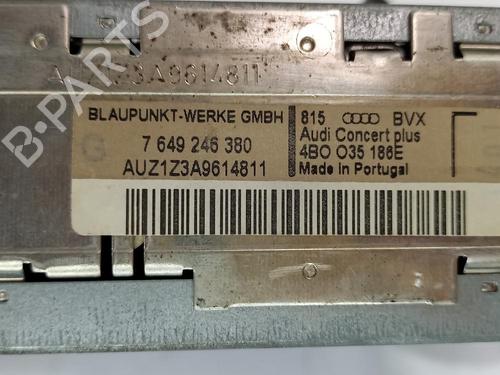 A9614811
BLAUPUNKT-WERKE GMBH
7 649 246 380
AUZ1Z3A9614811
815 BVX
Audi Concert plus
4B0 035 186E
Made in Portugal
B-PARTS